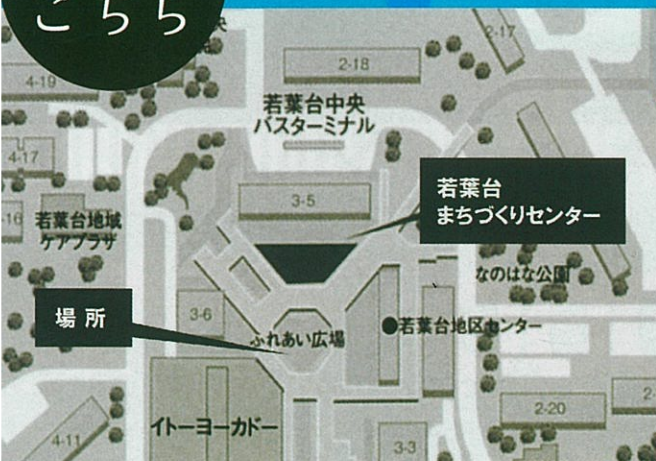 こちら
2-17
4-19
2-18
若葉台中央
バスターミナル
4-17
3-5
若葉台
まちづくりセンター
-16
若葉台地域
ケアプラザ
なのはな公園
場所
3-6
ふれあい広場
若葉台地区センター
イトーヨーカドー
2-20
2-
4-11
3-3